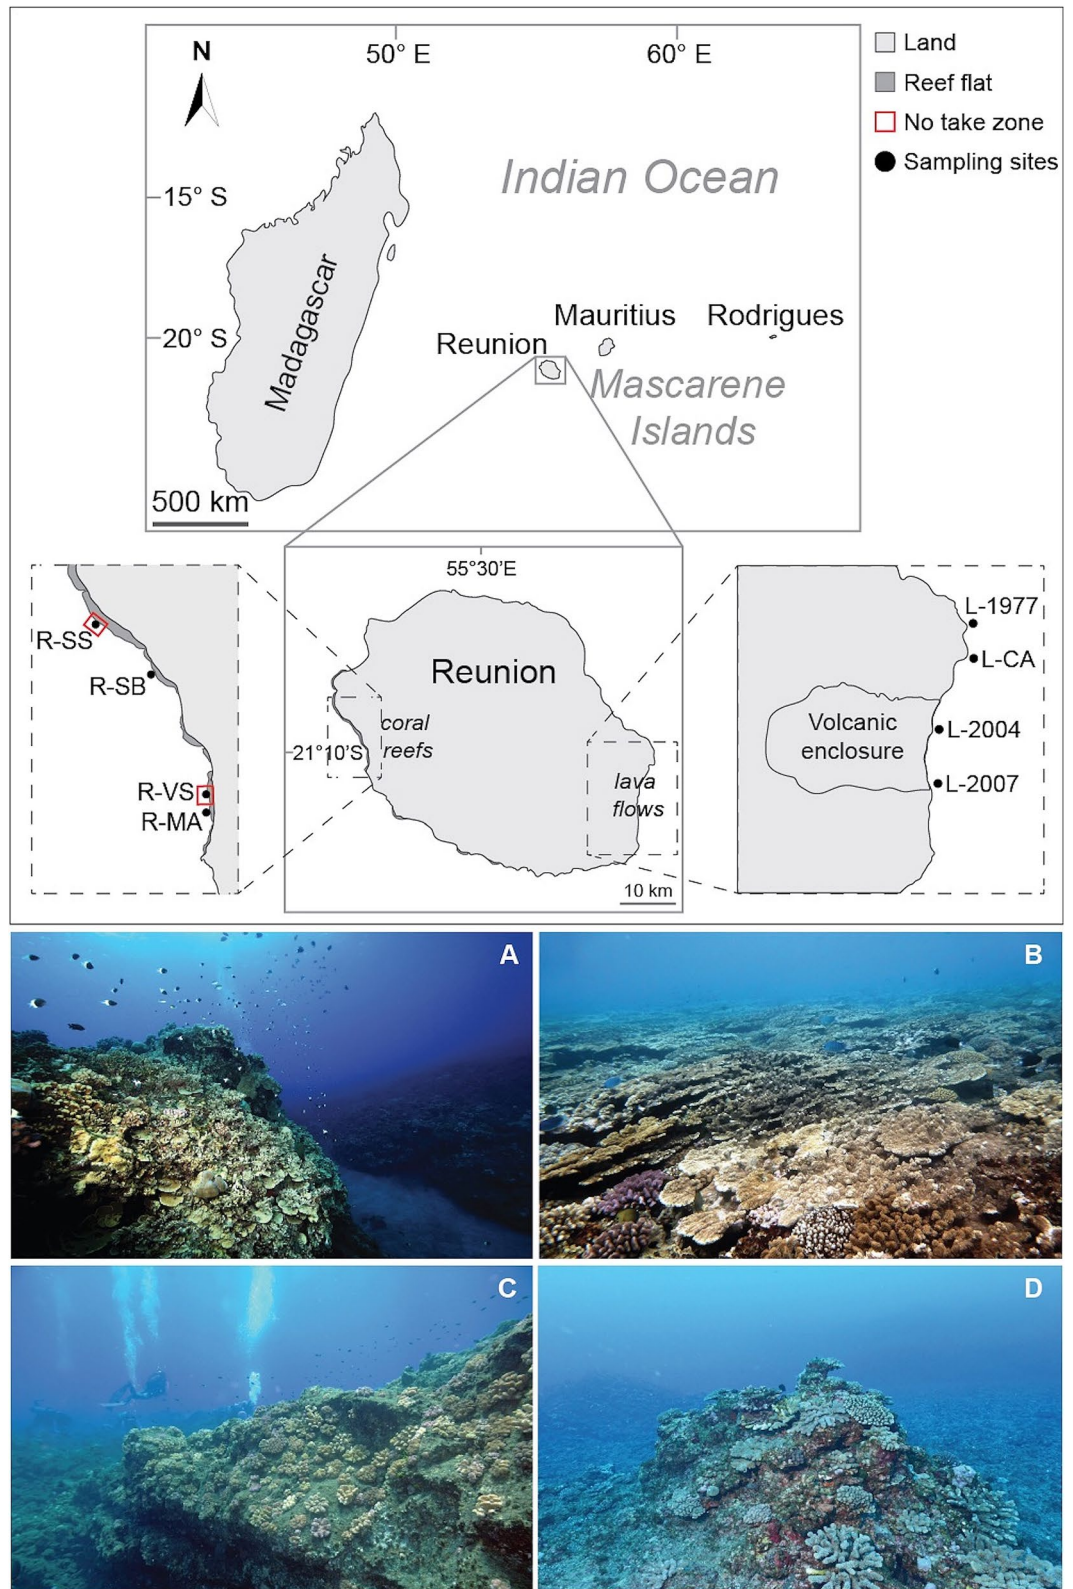 N
50° E
60° E
Land
Reef flat
No take zone
Sampling sites
Indian Ocean
15° S
Madagascar
Mauritius
Rodrigues
20° S
Reunion
Mascarene
Islands
500 km
55°30'E
R-SS
R-SB
R-VS
R-MA
Reunion
coral
reefs
21°10'S
lava
flows
10 km
L-1977
L-CA
Volcanic
enclosure
L-2004
L-2007
A
B
C
D